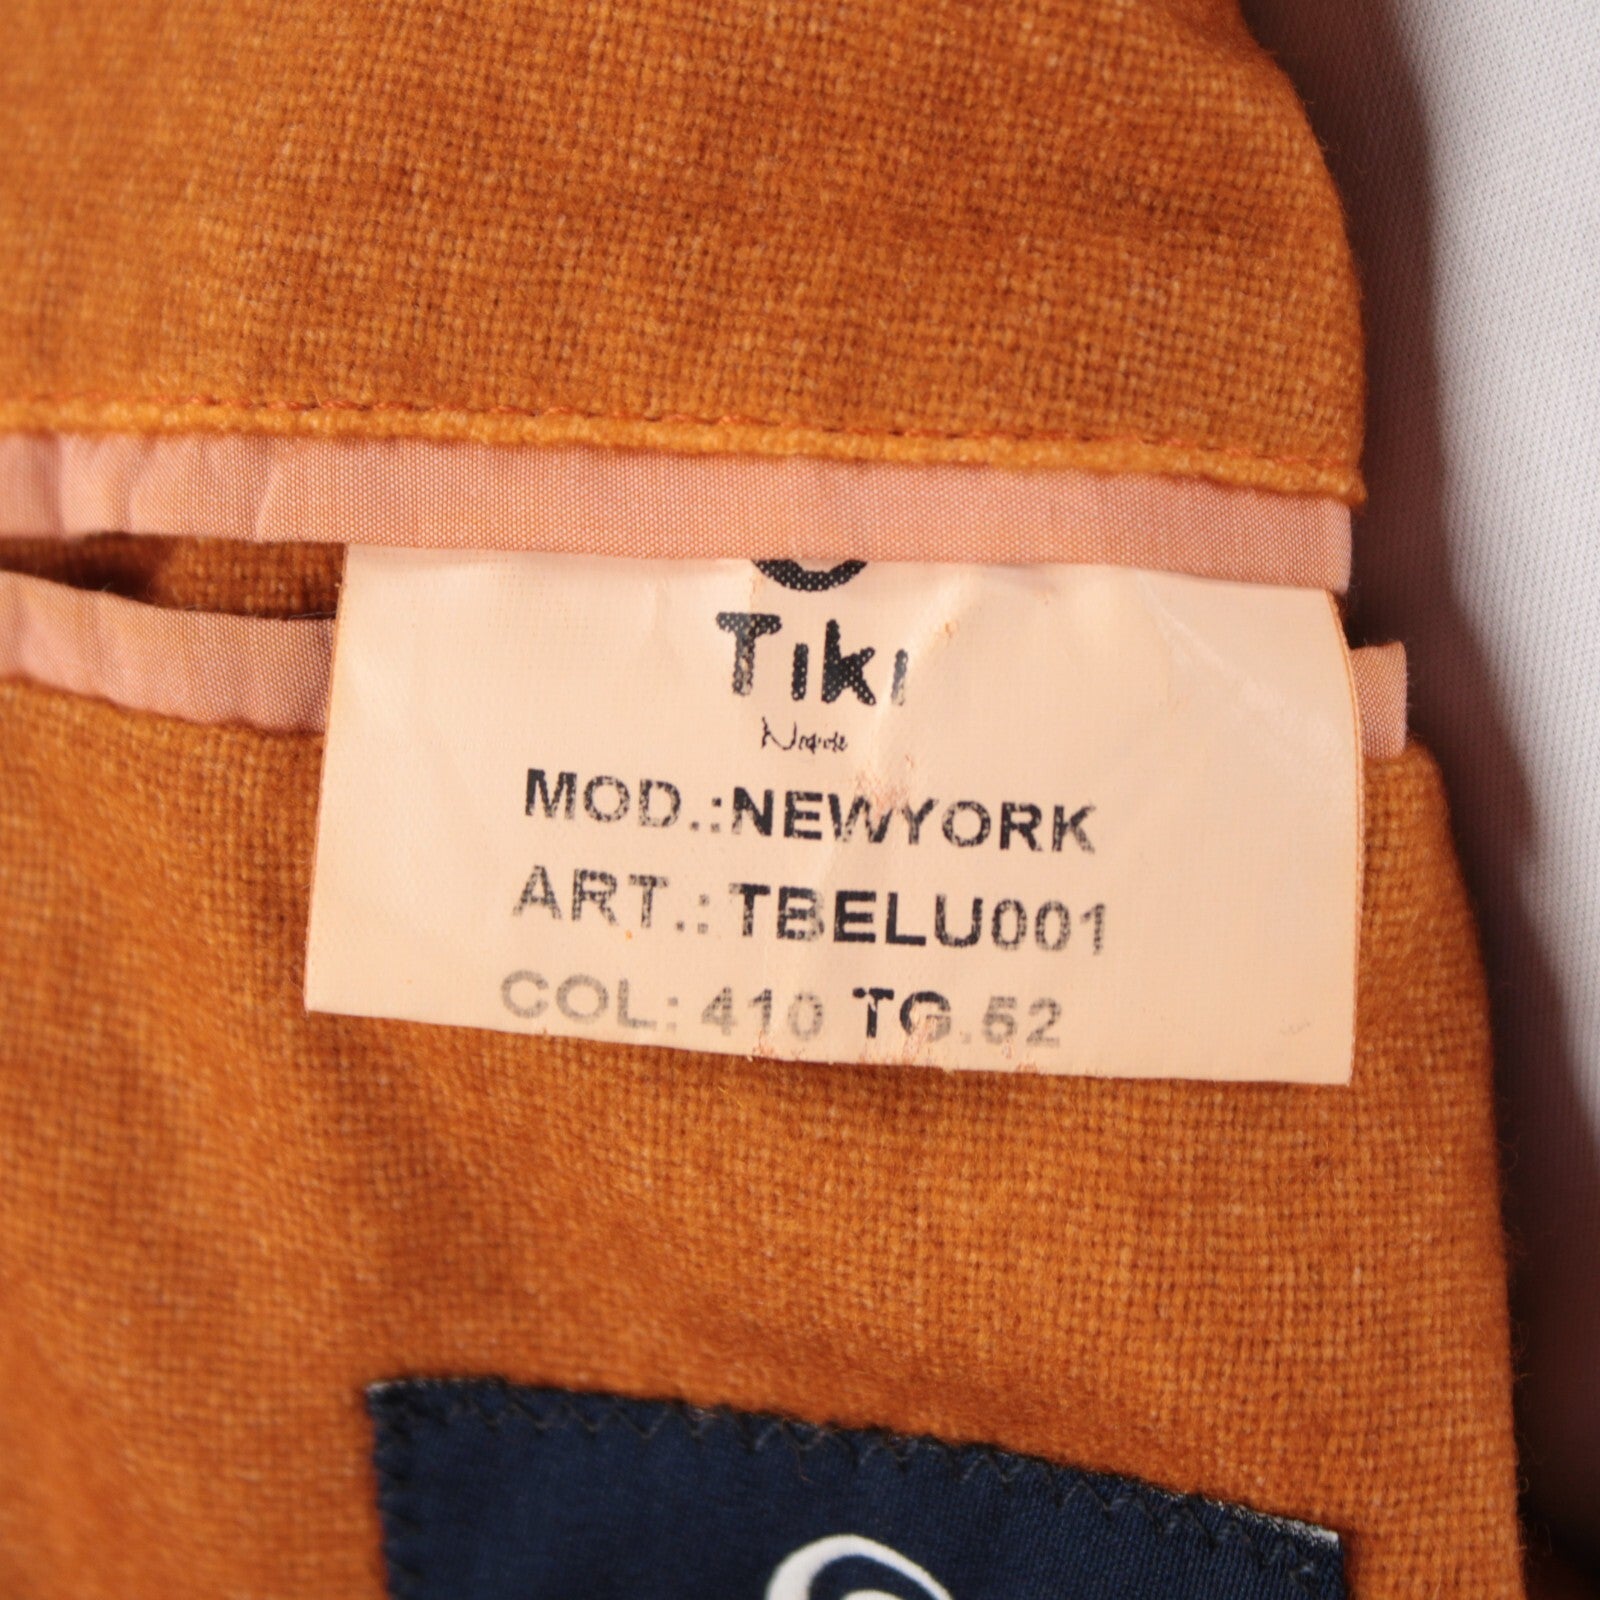 Tiki
MOD.:NEWYORK
ART.:TBELU001
COL: 410 TG.52